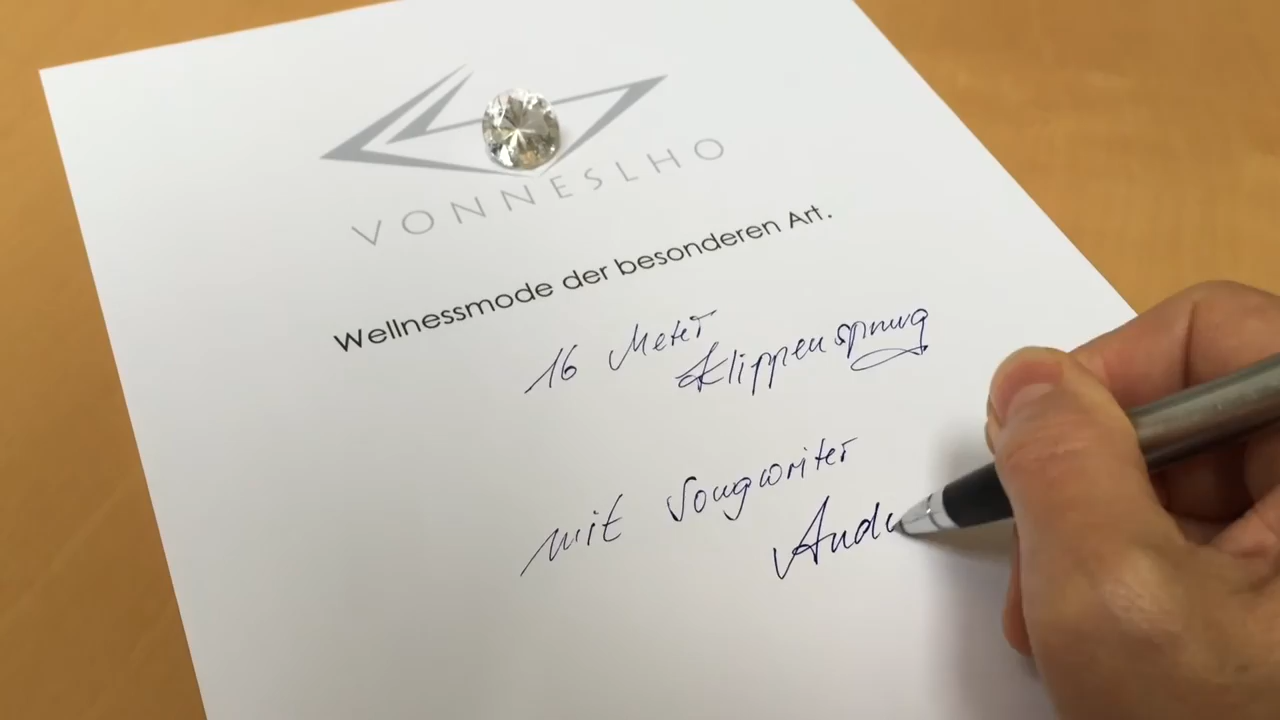 VONNESLHO
Wellnessmode der besonderen Art.
16 Meter
Klippensprung
mit Songwriter